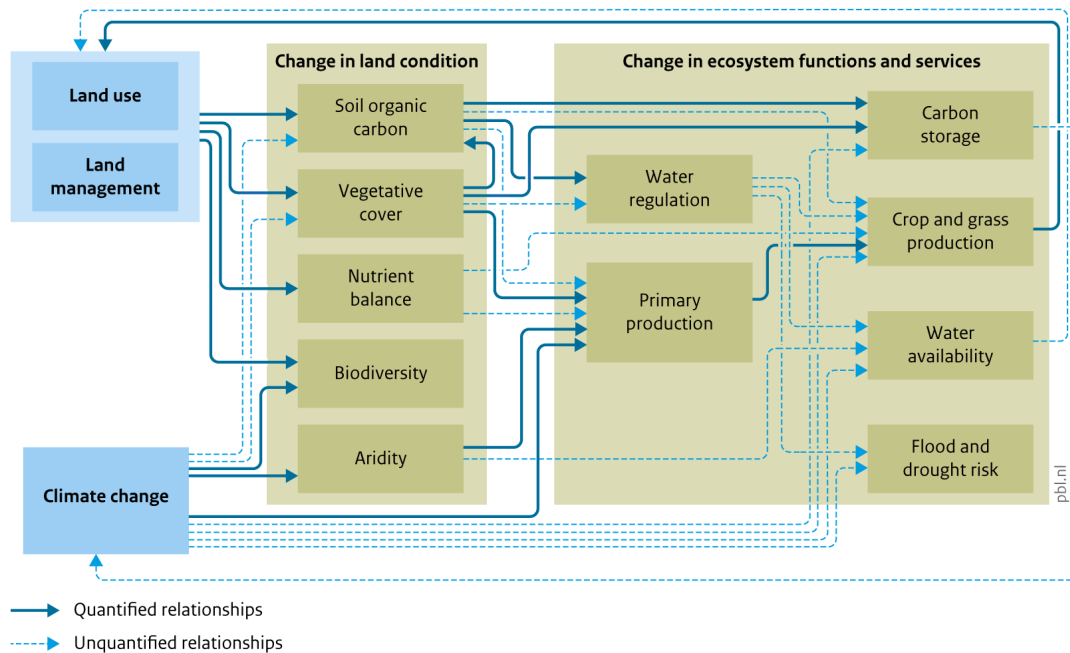 Change in land condition
Change in ecosystem functions and services
Land use
Land
management
Soil organic
carbon
Vegetative
cover
Nutrient
balance
Biodiversity
Aridity
Climate change
Water
regulation
Primary
production
Carbon
storage
Crop and grass
production
Water
availability
Flood and
drought risk
pbl.nl
Quantified relationships
Unquantified relationships